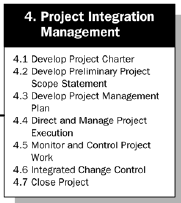 4. Project Integration
Management
4.1 Develop Project Charter
4.2 Develop Preliminary Project
Scope Statement
4.3 Develop Project Management
Plan
4.4 Direct and Manage Project
Execution
4.5 Monitor and Control Project
Work
4.6 Integrated Change Control
4.7 Close Project